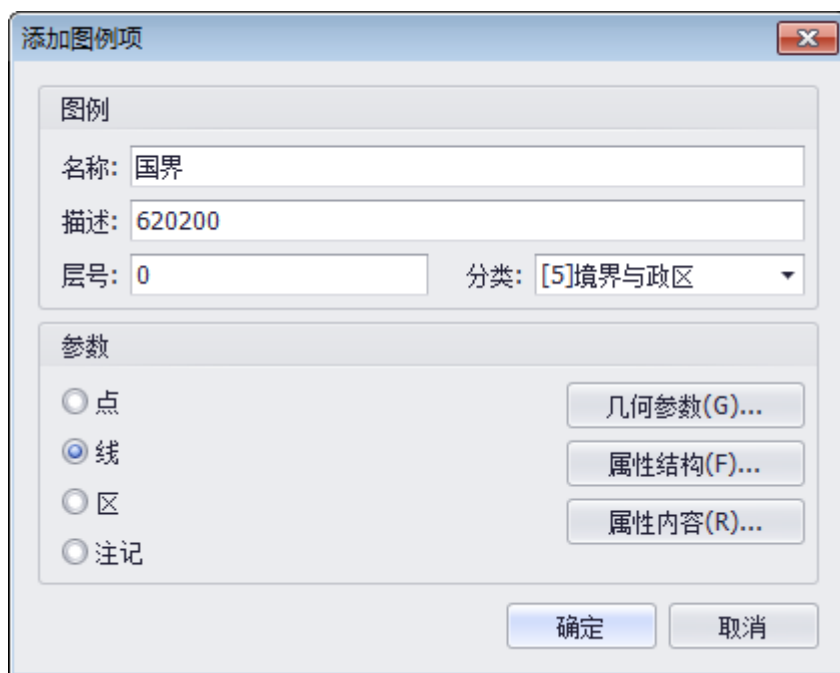 添加图例项
图例
名称: 国界
描述: 620200
层号: 0 分类: [5]境界与政区
参数
点
几何参数(G)...
线
属性结构(F)...
区
属性内容(R)...
注记
确定 取消